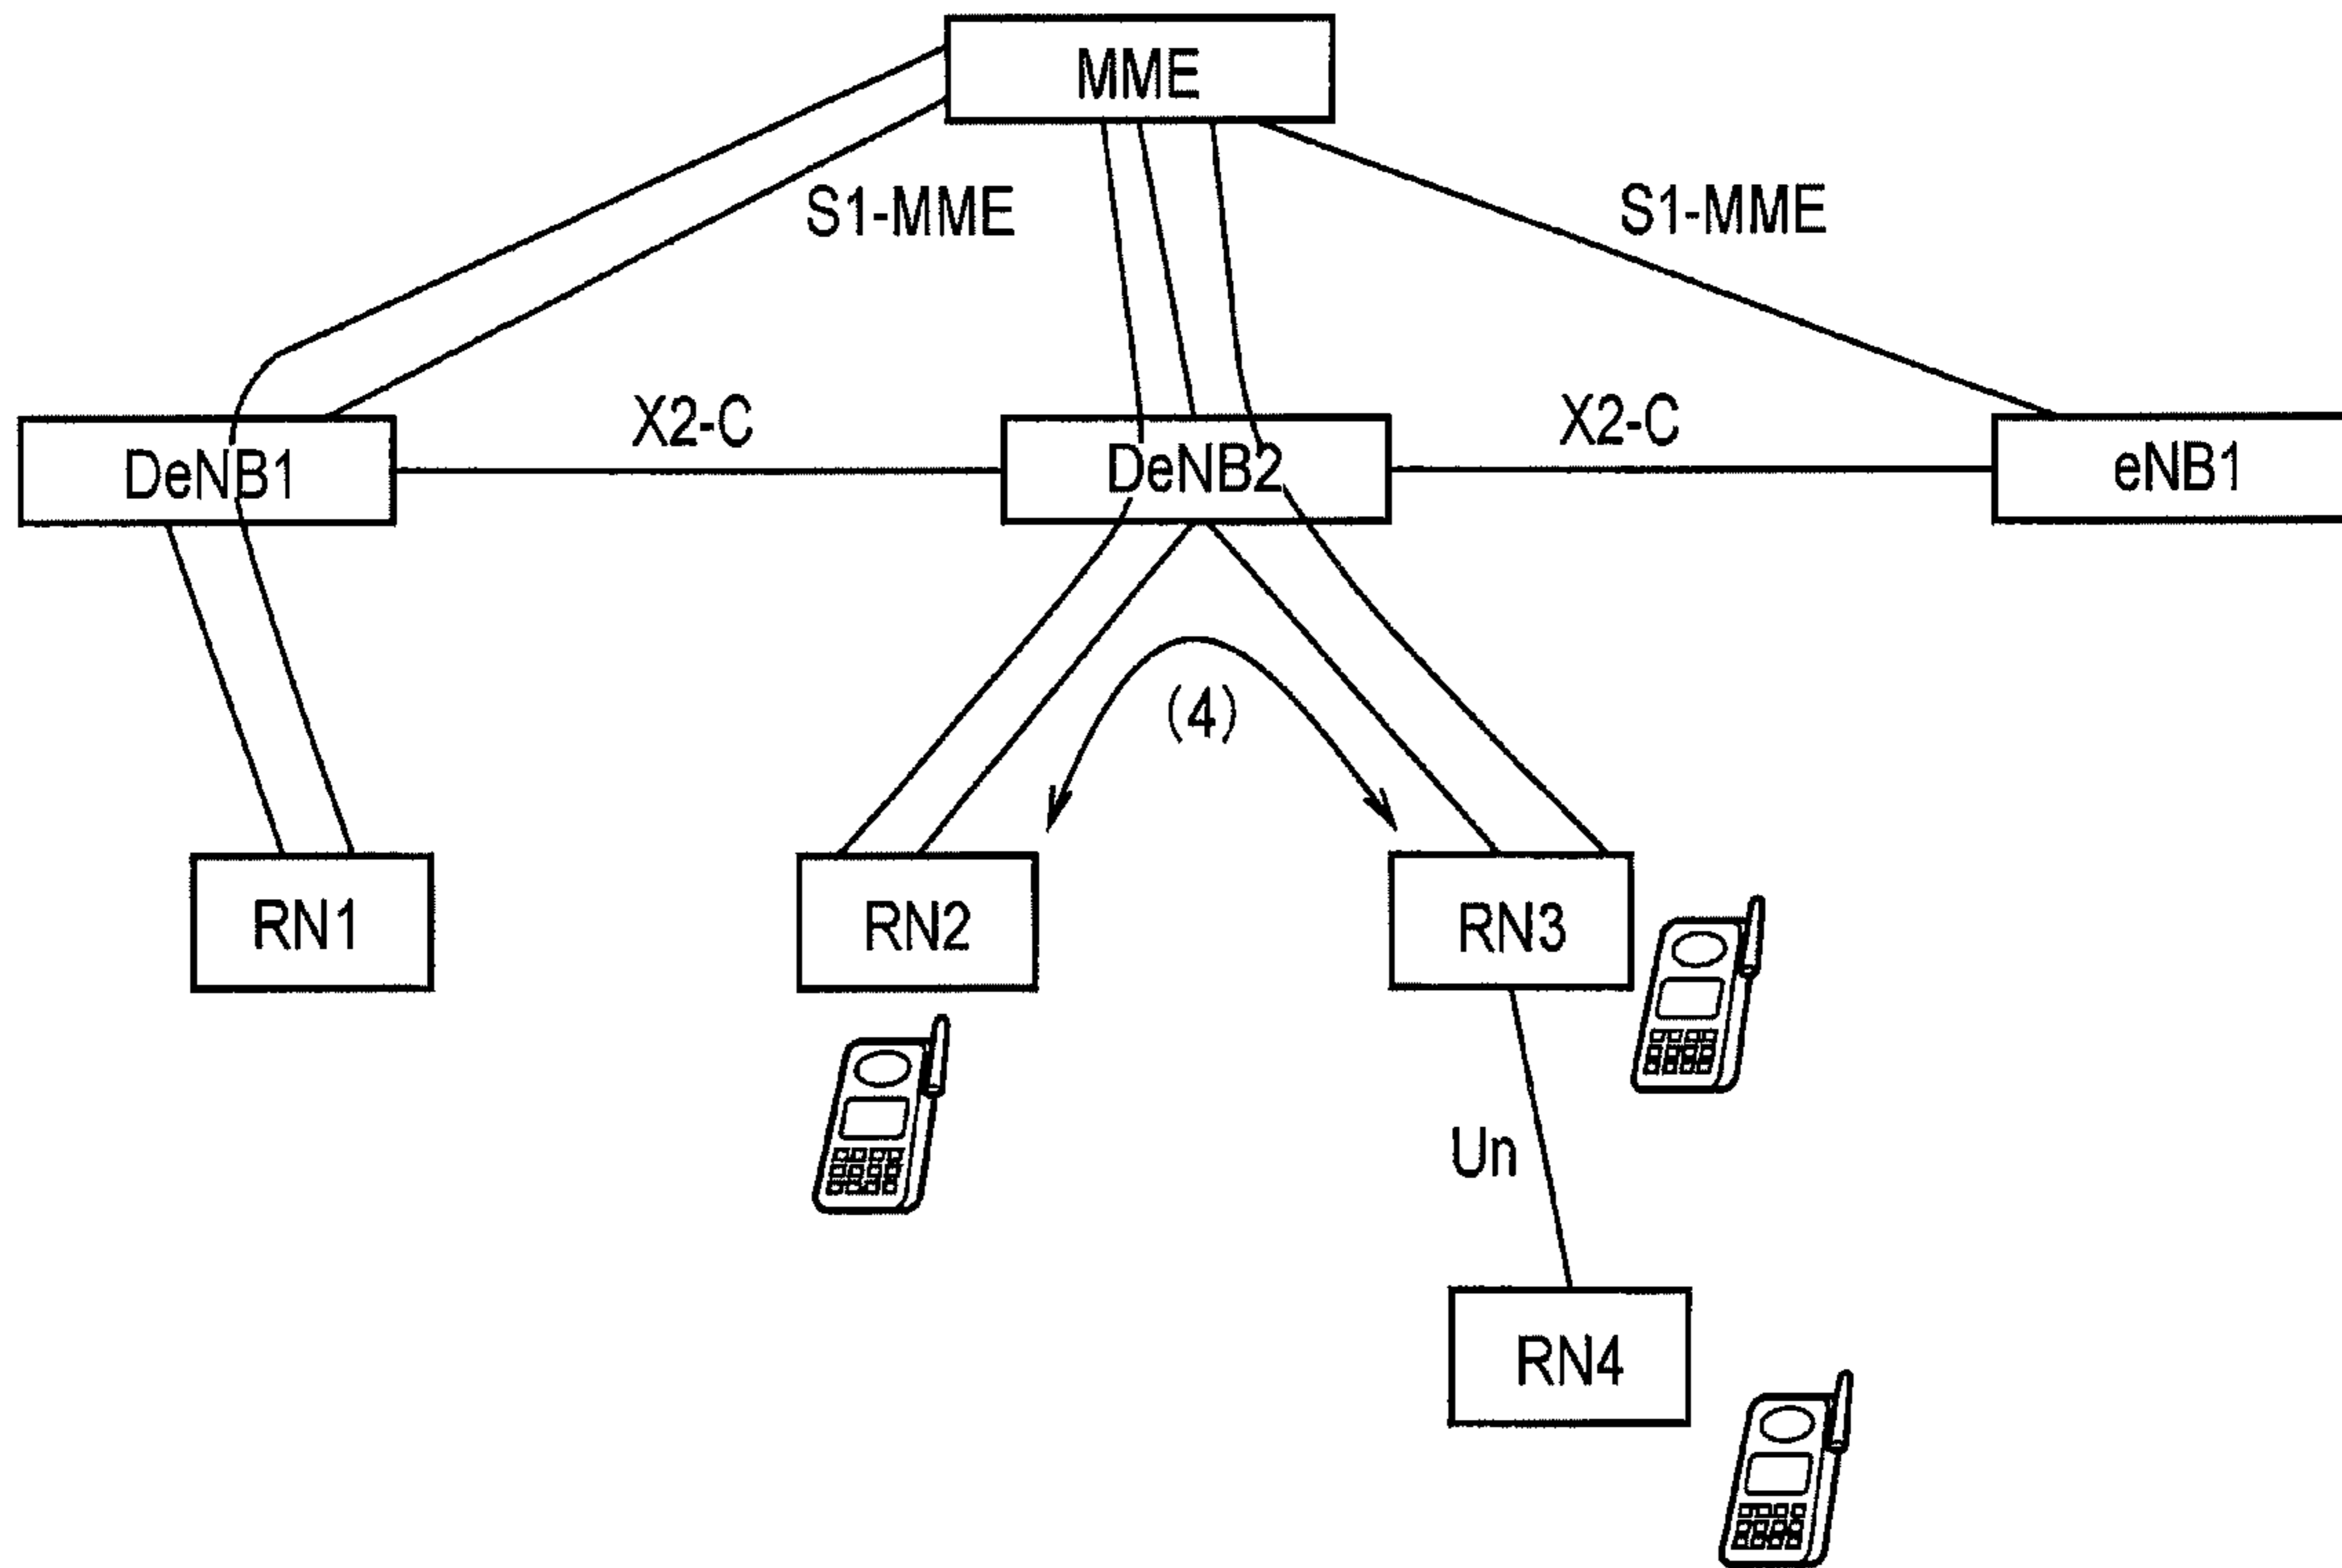 MME
S1-MME
S1-MME
X2-C
X2-C
DeNB1
DeNB2
eNB1
(4)
RN1
RN2
RN3
Un
RN4